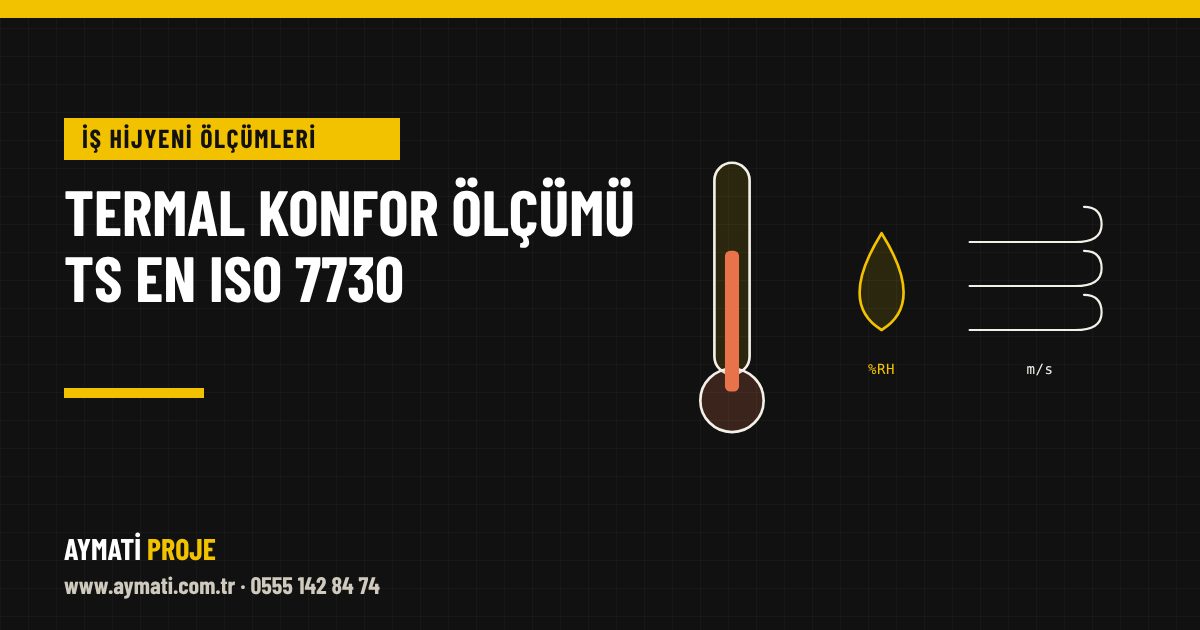 İŞ HİJYENİ ÖLÇÜMLERİ
TERMAL KONFOR ÖLÇÜMÜ
TS EN ISO 7730
%RH
m/s
AYMATİ PROJE
www.aymati.com.tr · 0555 142 84 74